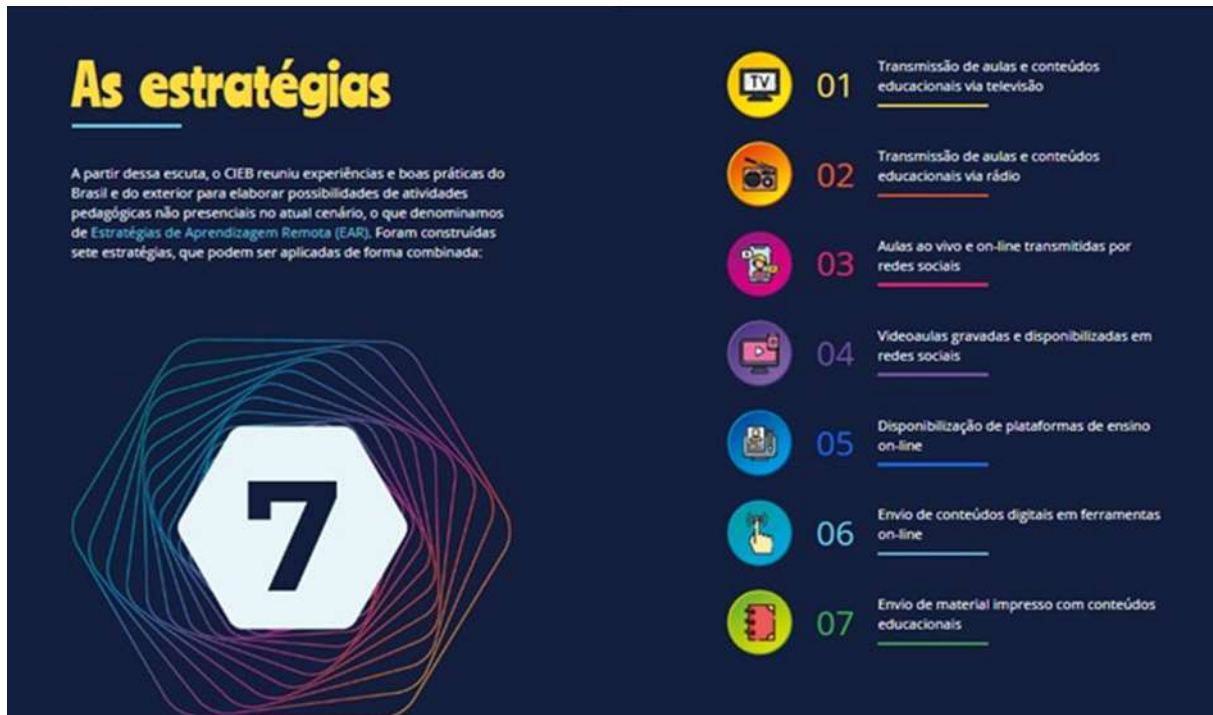 As estratégias
A partir dessa escuta, o CIEB reuniu experiências e boas práticas do
Brasil e do exterior para elaborar possibilidades de atividades
pedagógicas não presenciais no atual cenário, o que denominamos
de Estratégias de Aprendizagem Remota (EAR). Foram construídas
sete estratégias, que podem ser aplicadas de forma combinada:
7
TV
01
Transmissão de aulas e conteúdos
educacionais via televisão
02
Transmissão de aulas e conteúdos
educacionais via rádio
03
Aulas ao vivo e on-line transmitidas por
redes sociais
04
Videoaulas gravadas e disponibilizadas em
redes sociais
05
Disponibilização de plataformas de ensino
on-line
06
Envio de conteúdos digitais em ferramentas
on-line
07
Envio de material impresso com conteúdos
educacionais